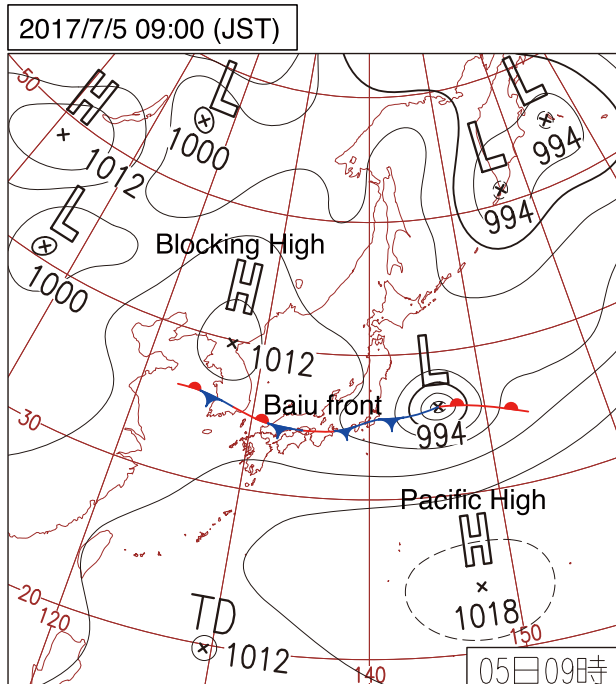 2017/7/5 09:00 (JST)
50
H
1012
L
1000
L
994
L
994
L
1000
Blocking High
H
1012
40
L
994
Baiu front
30
Pacific High
H
1018
20
120
TD
1012
140
150
05日09時